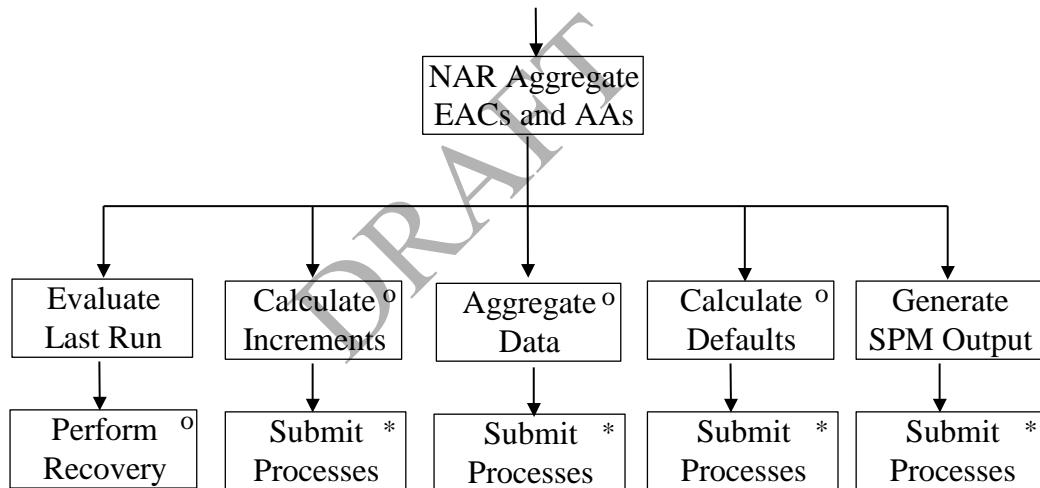 NAR Aggregate
EACs and AAs
DRAFT
Evaluate
Last Run
Calculate o
Increments
Aggregate o
Data
Calculate o
Defaults
Generate
SPM Output
Perform o
Recovery
Submit *
Processes
Submit *
Processes
Submit *
Processes
Submit *
Processes